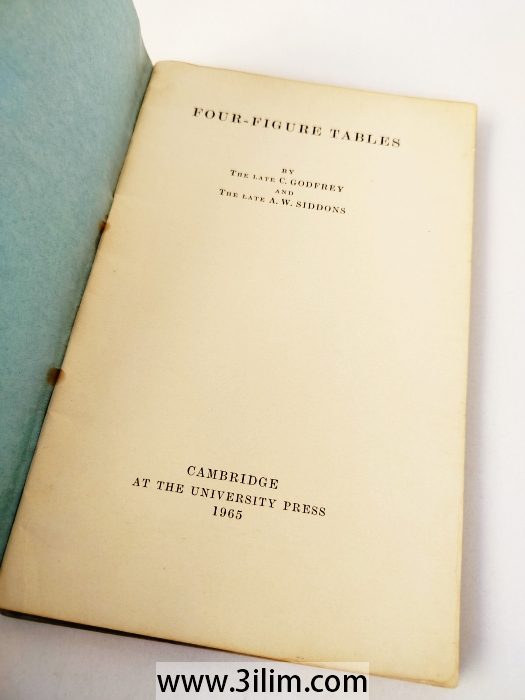 FOUR-FIGURE TABLES
BY
THE LATE C. GODFREY
AND
THE LATE A. W. SIDDONS
CAMBRIDGE
AT THE UNIVERSITY PRESS
1965
www.3ilim.com